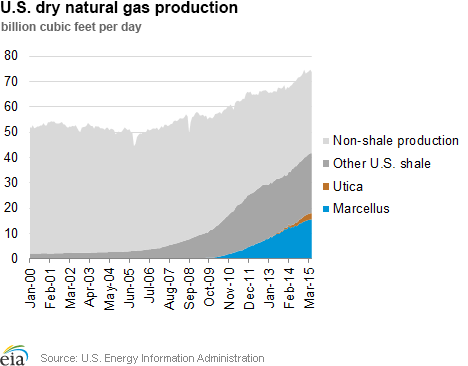 U.S. dry natural gas production
billion cubic feet per day
80
70
60
50
40
30
20
10
0
Non-shale production
Other U.S. shale
Utica
Marcellus
Jan-00
Feb-01
Mar-02
Apr-03
May-04
Jun-05
Jul-06
Aug-07
Sep-08
Oct-09
Nov-10
Dec-11
Jan-13
Feb-14
Mar-15
eia
Source: U.S. Energy Information Administration